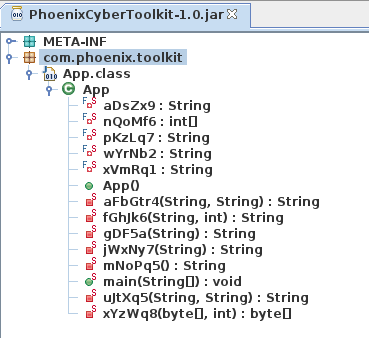 PhoenixCyberToolkit-1.0.jar
META-INF
com.phoenix.toolkit
App.class
App
aDsZx9 : String
nQoMf6 : int[]
pKzLq7 : String
wYrNb2 : String
xVmRq1 : String
App()
aFbGtr4(String, String) : String
fGhJk6(String, int) : String
gDF5a(String) : String
jWxNy7(String) : String
mNoPq5() : String
main(String[]) : void
uJtXq5(String, String) : String
xYzWq8(byte[], int) : byte[]